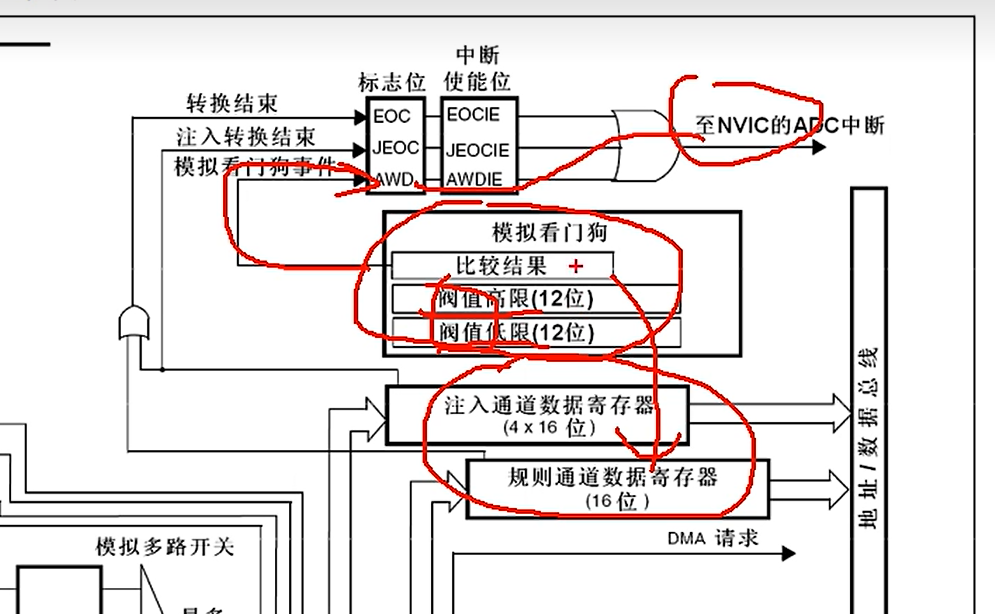 中断
标志位 使能位
转换结束
EOC EOCIE
注入转换结束
JEOC JEOCIE
至NVIC的ADC中断
模拟看门狗事件
AWD AWDIE
模拟看门狗
比较结果
阀值高限(12位)
阀值低限(12位)
注入通道数据寄存器
(4 x 16 位)
规则通道数据寄存器
(16 位)
地址/数据总线
DMA 请求
模拟多路开关